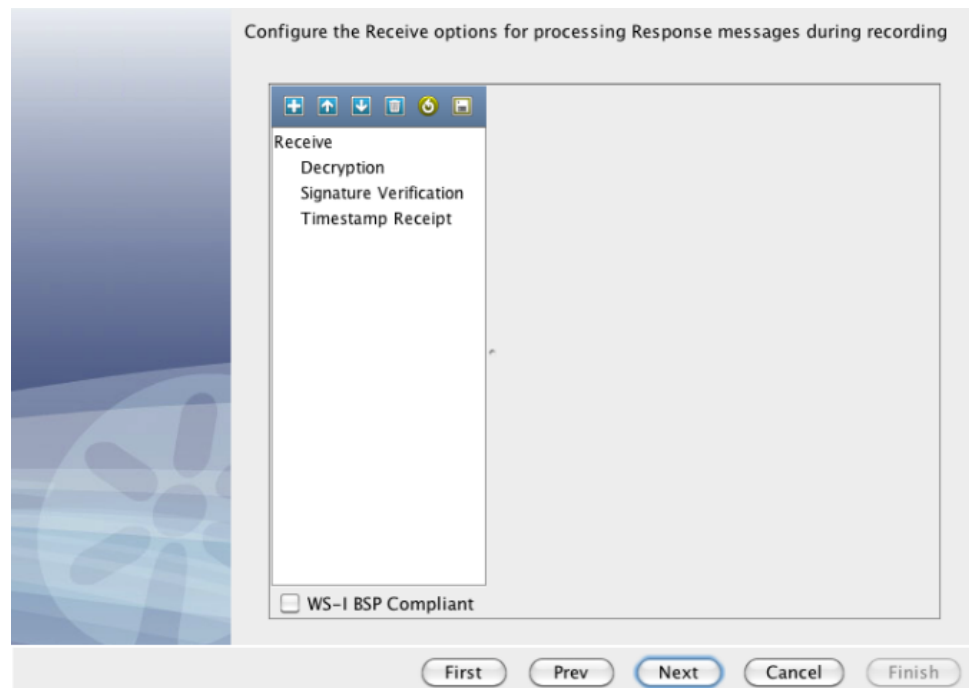 Configure the Receive options for processing Response messages during recording
Receive
Decryption
Signature Verification
Timestamp Receipt
WS-I BSP Compliant
First
Prev
Next
Cancel
Finish